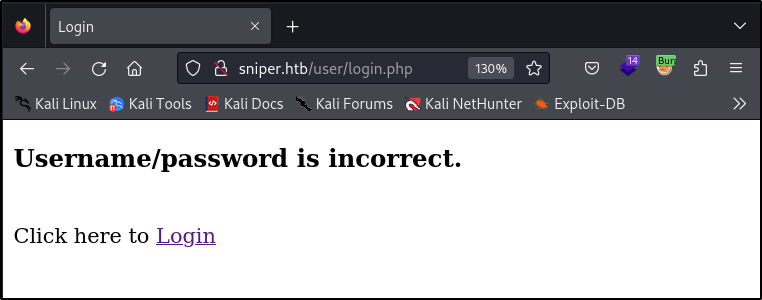 Login
sniper.htb/user/login.php 130% 14 Bur
Kali Linux Kali Tools Kali Docs Kali Forums Kali NetHunter Exploit-DB
Username/password is incorrect.
Click here to Login